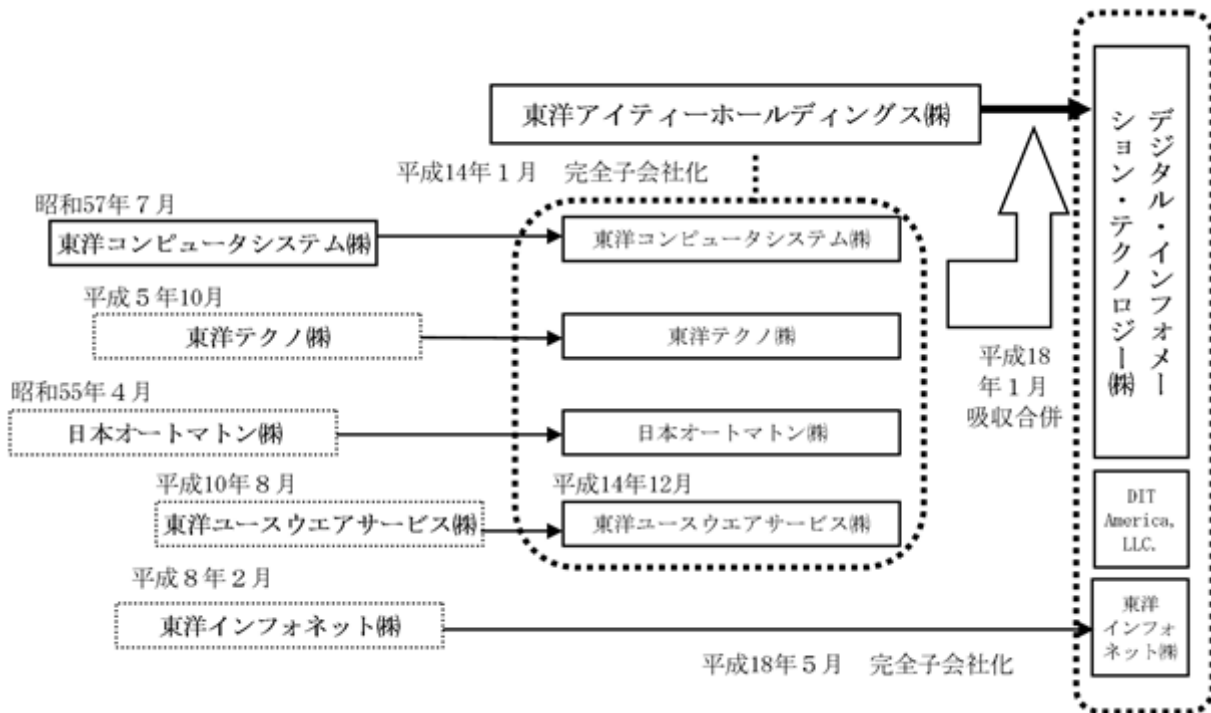 東洋アイティーホールディングス㈱
平成14年１月　完全子会社化
昭和57年７月
東洋コンピュータシステム㈱
東洋コンピュータシステム㈱
平成５年10月
東洋テクノ㈱
東洋テクノ㈱
昭和55年４月
日本オートマトン㈱
日本オートマトン㈱
平成10年８月
東洋ユースウエアサービス㈱
平成14年12月
東洋ユースウエアサービス㈱
平成８年２月
東洋インフォネット㈱
平成18年５月　完全子会社化
平成18
年１月
吸収合併
デジタル・インフォメー
ション・テクノロジー㈱
DIT
America,
LLC.
東洋
インフォ
ネット㈱